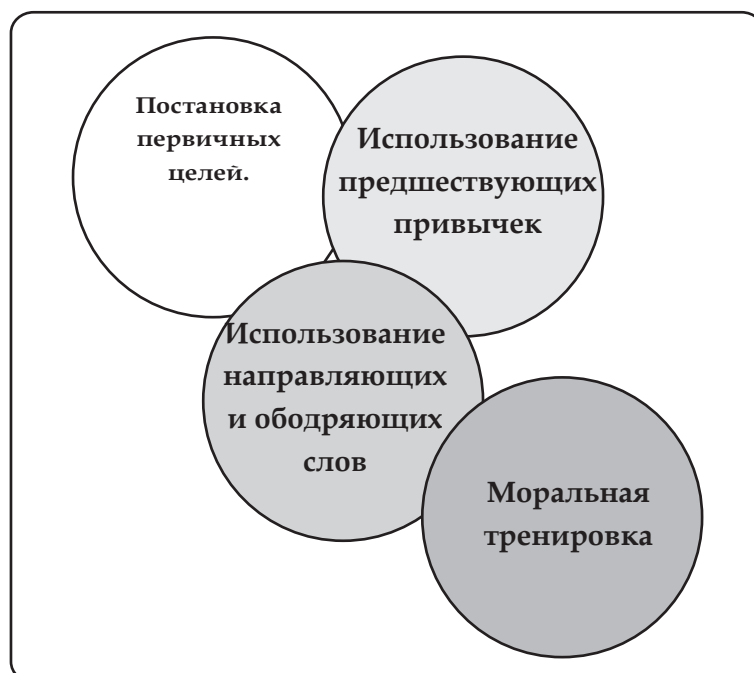 Постановка
первичных
целей.
Использование
предшествующих
привычек
Использование
направляющих
и ободряющих
слов
Моральная
тренировка